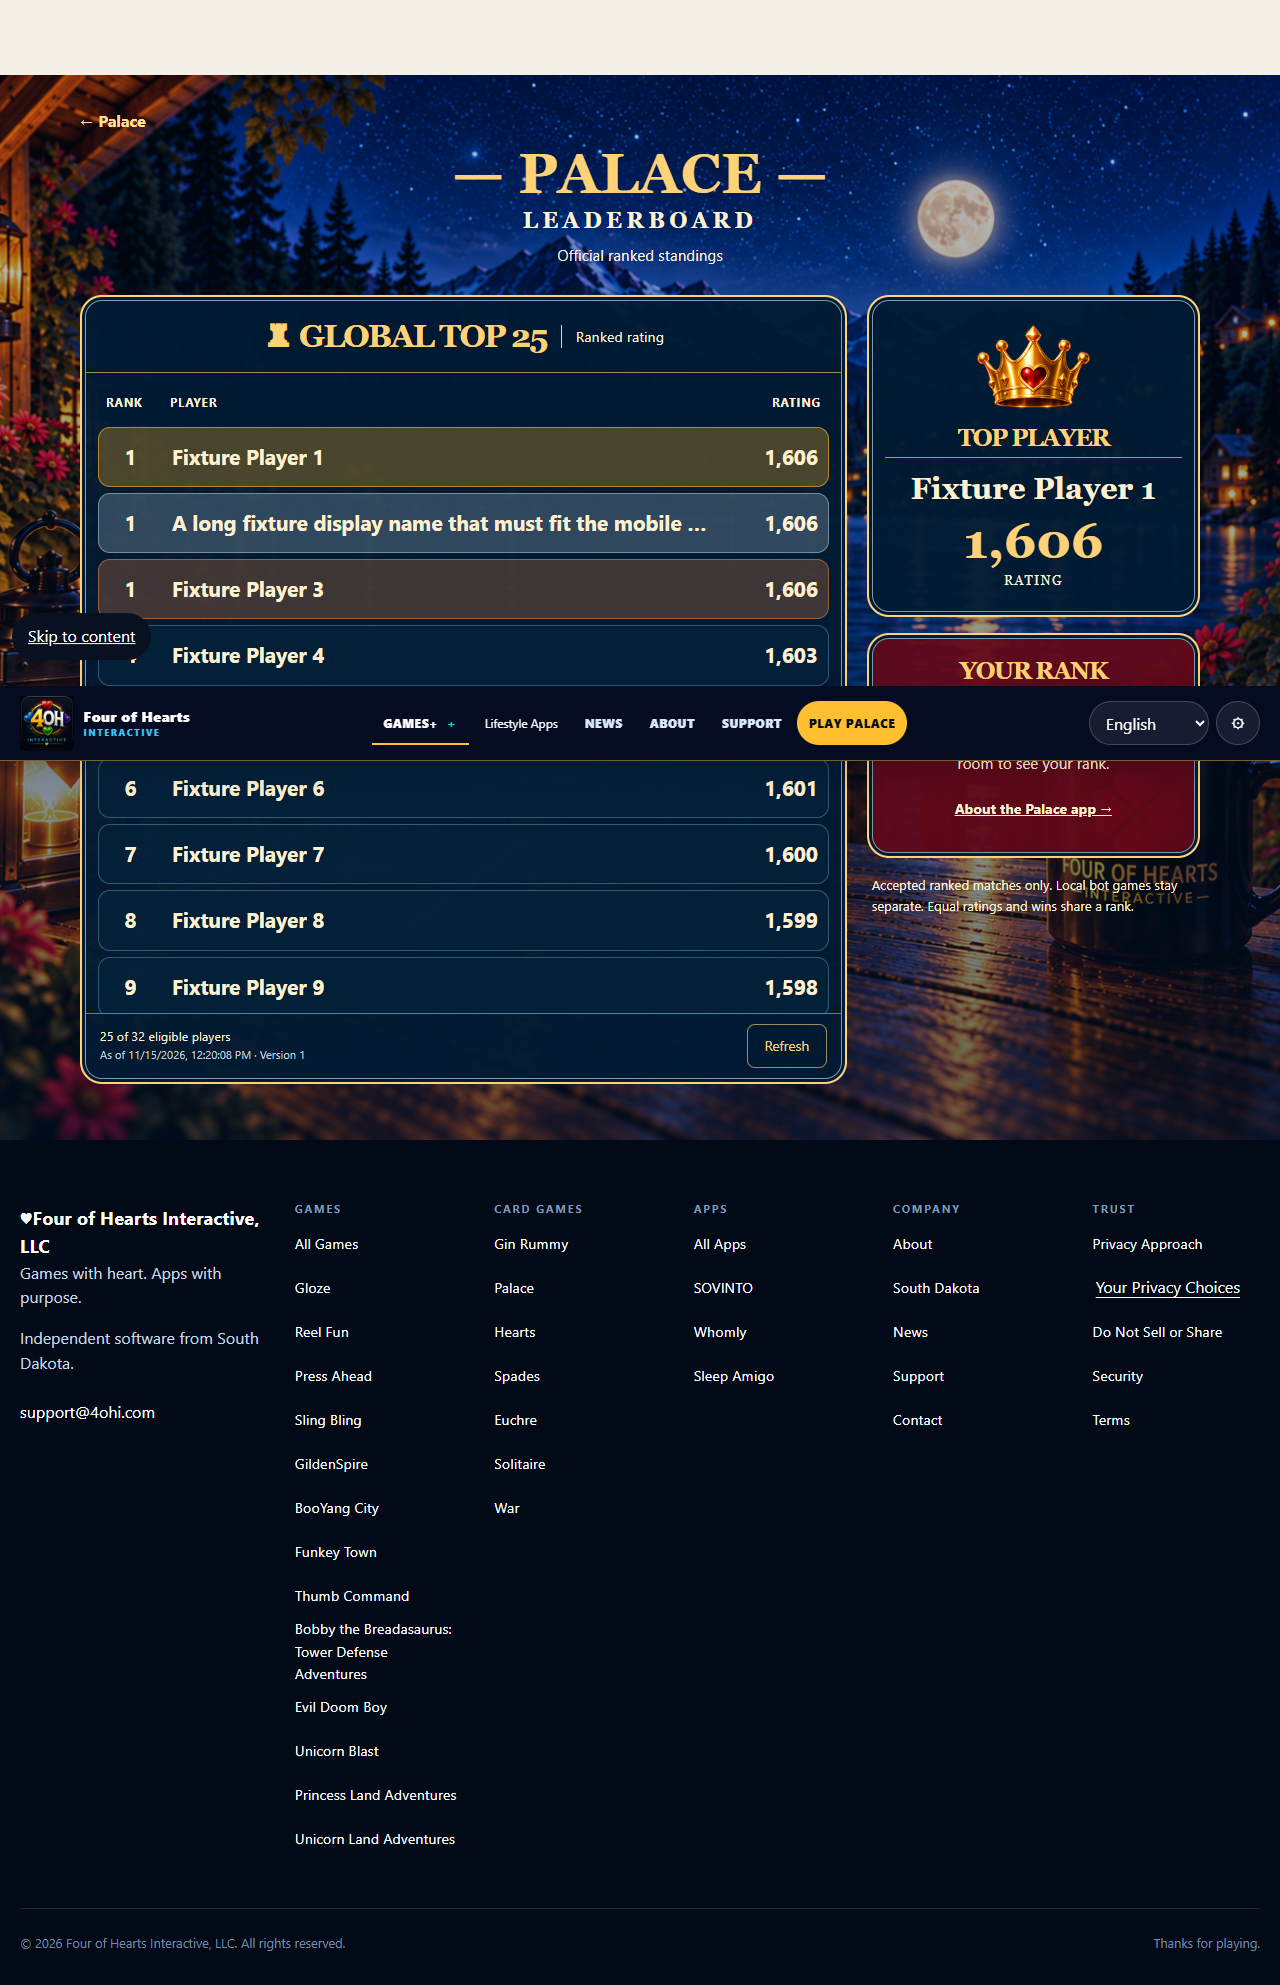 ← Palace
— PALACE —
LEADERBOARD
Official ranked standings
♜ GLOBAL TOP 25 | Ranked rating
RANK PLAYER RATING
1 Fixture Player 1 1,606
1 A long fixture display name that must fit the mobile ... 1,606
1 Fixture Player 3 1,606
Fixture Player 4 1,603
TOP PLAYER
Fixture Player 1
1,606
RATING
YOUR RANK
Skip to content
4OH
INTERACTIVE
Four of Hearts
INTERACTIVE
GAMES+ +
Lifestyle Apps
NEWS
ABOUT
SUPPORT
PLAY PALACE
English
⚙
room to see your rank.
About the Palace app →
6 Fixture Player 6 1,601
7 Fixture Player 7 1,600
8 Fixture Player 8 1,599
9 Fixture Player 9 1,598
FOUR OF HEARTS
INTERACTIVE—
Accepted ranked matches only. Local bot games stay
separate. Equal ratings and wins share a rank.
25 of 32 eligible players
As of 11/15/2026, 12:20:08 PM · Version 1
Refresh
♥Four of Hearts Interactive,
LLC
Games with heart. Apps with
purpose.
Independent software from South
Dakota.
support@4ohi.com
GAMES
All Games
Gloze
Reel Fun
Press Ahead
Sling Bling
GildenSpire
BooYang City
Funkey Town
Thumb Command
Bobby the Breadasaurus:
Tower Defense
Adventures
Evil Doom Boy
Unicorn Blast
Princess Land Adventures
Unicorn Land Adventures
CARD GAMES
Gin Rummy
Palace
Hearts
Spades
Euchre
Solitaire
War
APPS
All Apps
SOVINTO
Whomly
Sleep Amigo
COMPANY
About
South Dakota
News
Support
Contact
TRUST
Privacy Approach
Your Privacy Choices
Do Not Sell or Share
Security
Terms
© 2026 Four of Hearts Interactive, LLC. All rights reserved.
Thanks for playing.